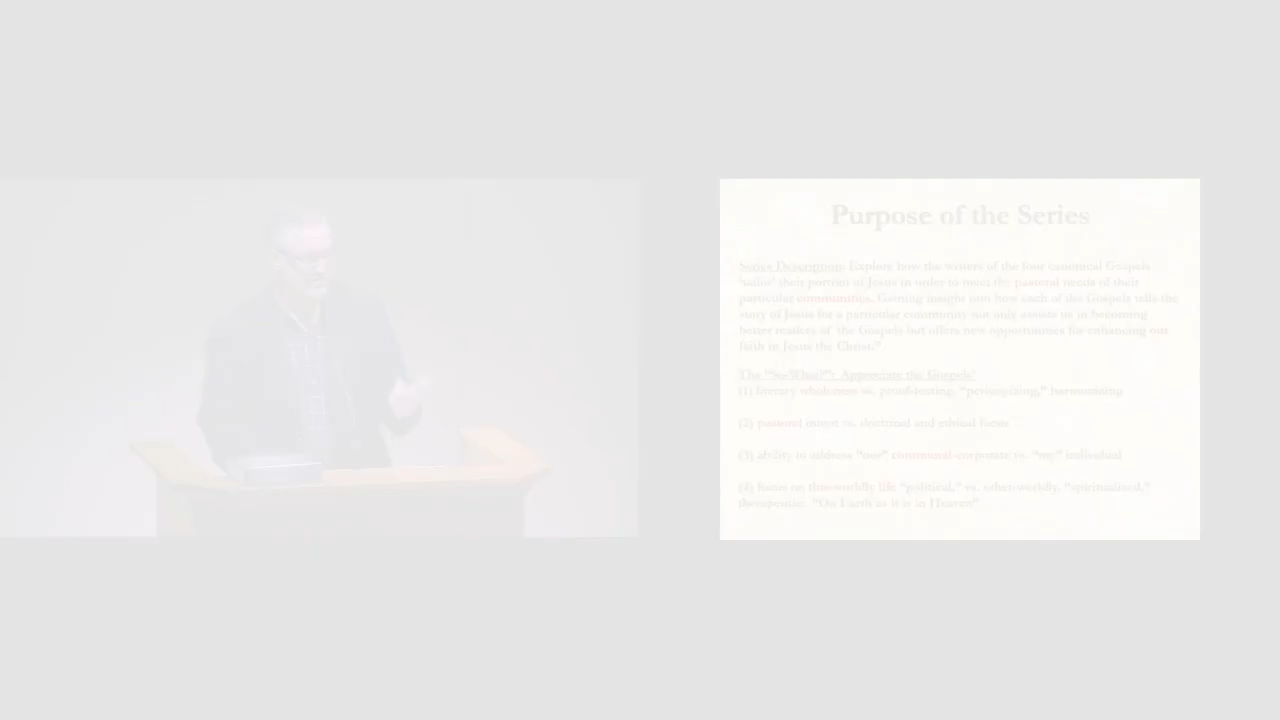 Purpose of the Series
Series Description: Explore how the writers of the four canonical Gospels
'tailor' their portrait of Jesus in order to meet the pastoral needs of their
particular communities. Gaining insight into how each of the Gospels tells the
story of Jesus for a particular community not only assists us in becoming
better readers of the Gospels but offers new opportunities for enhancing our
faith in Jesus the Christ."
The "So-What?": Appreciate the Gospels'
(1) literary wholeness vs. proof-texting, "pericopizing," harmonizing
(2) pastoral intent vs. doctrinal and ethical focus
(3) ability to address "our" communal-corporate vs. "my" individual
(4) focus on this-worldly life "political," vs. other-worldly, "spiritualized,"
therapeutic. "On Earth as it is in Heaven!"